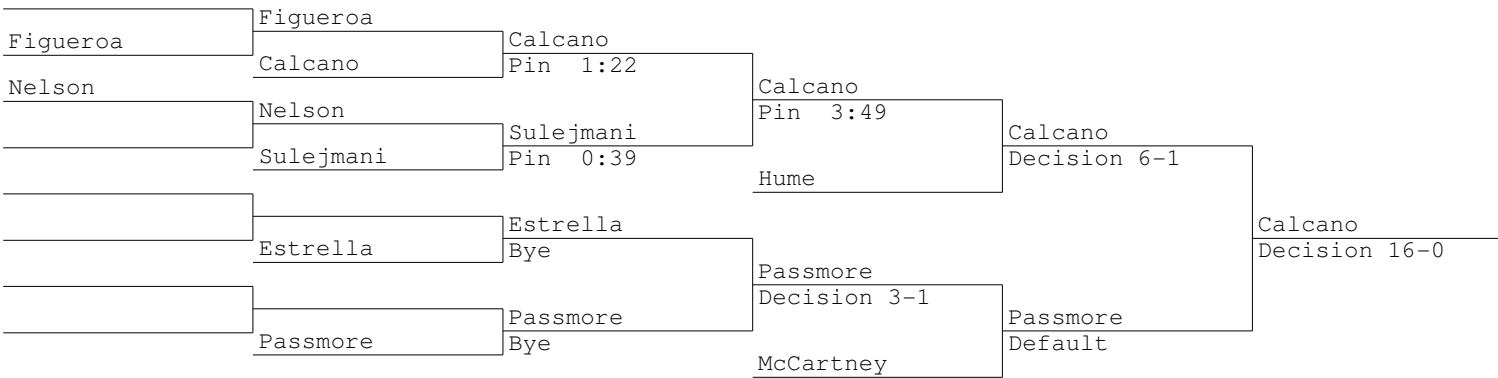 Figueroa
Nelson
Figueroa
Calcano
Nelson
Sulejmani
Estrella
Passmore
Calcano
Pin 1:22
Sulejmani
Pin 0:39
Estrella
Bye
Passmore
Bye
Calcano
Pin 3:49
Hume
Passmore
Decision 3-1
McCartney
Calcano
Decision 6-1
Passmore
Default
Calcano
Decision 16-0